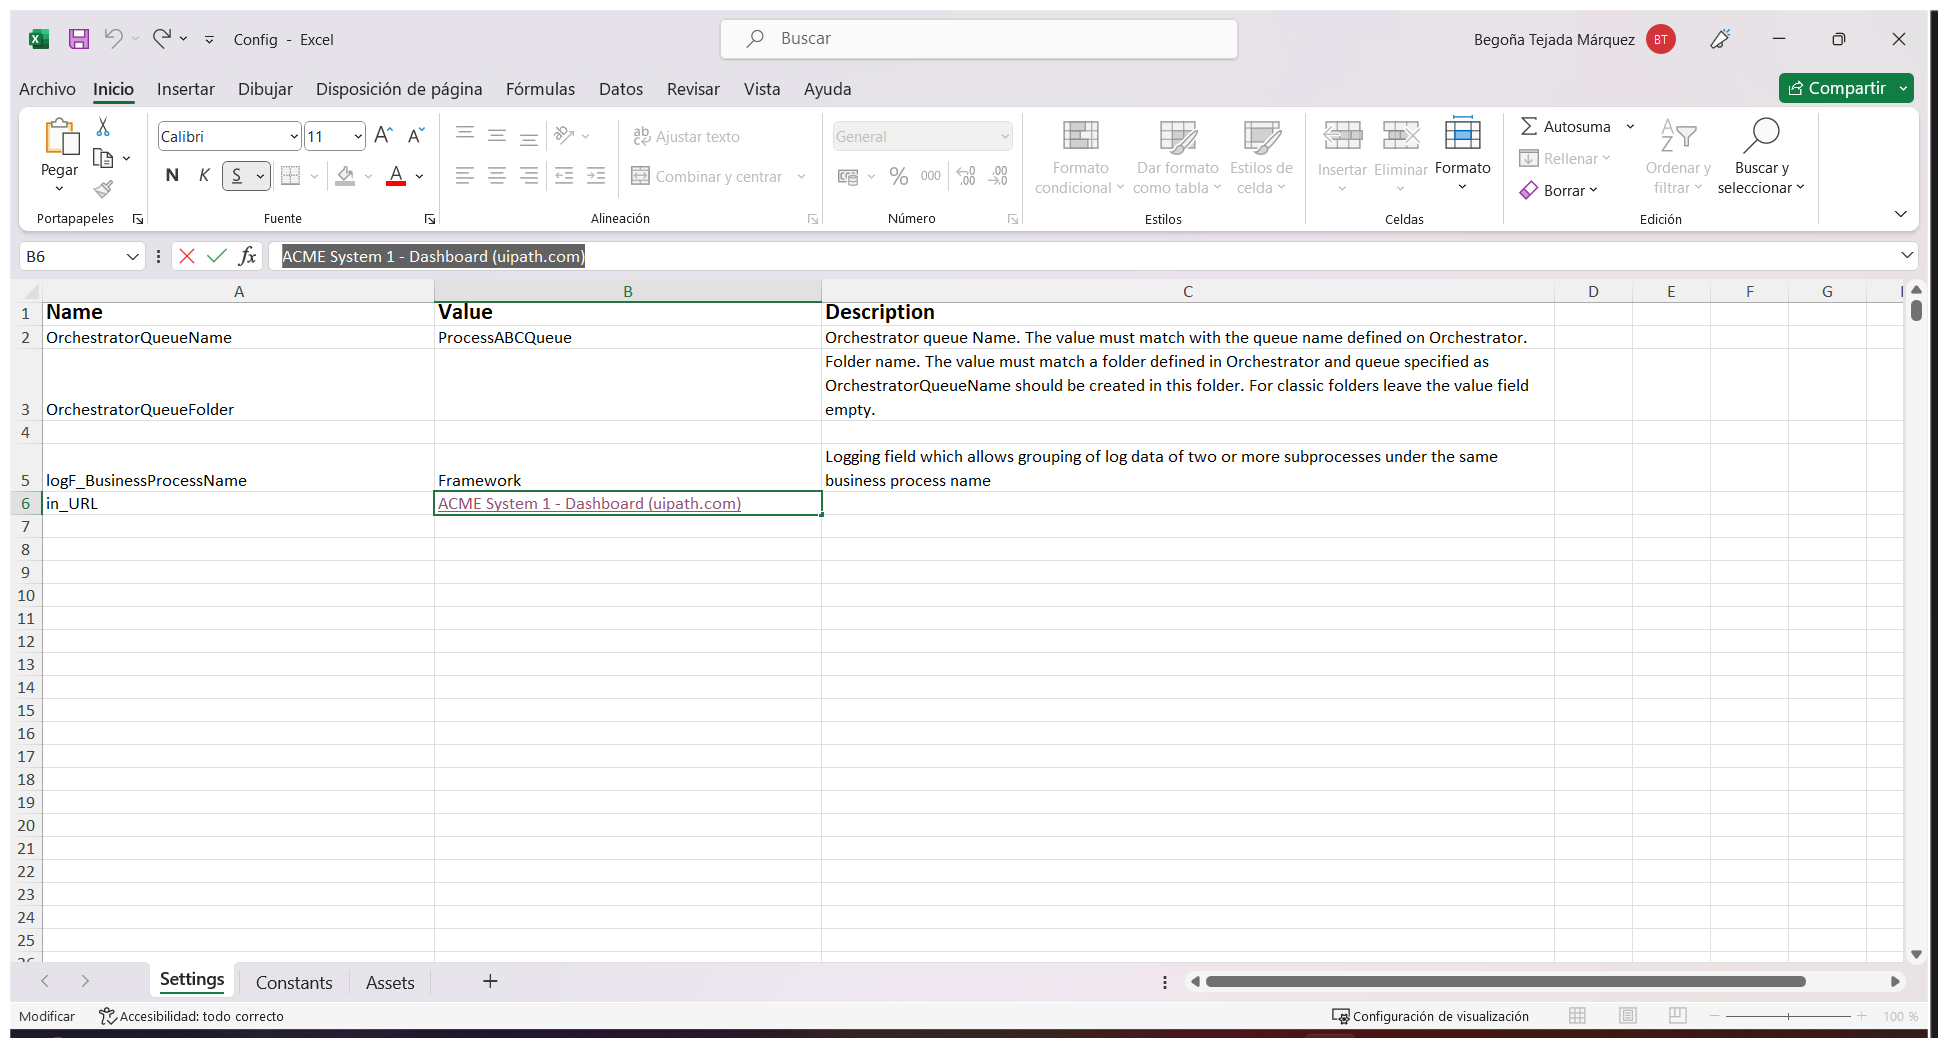 Config - Excel
Buscar
Begoña Tejada Márquez
BT
Archivo Inicio Insertar Dibujar Disposición de página Fórmulas Datos Revisar Vista Ayuda
Compartir
Pegar
Portapapeles
Calibri 11
N K S
Fuente
Ajustar texto
Combinar y centrar
Alineación
General
% 000
Número
Formato condicional
Dar formato como tabla
Estilos de celda
Estilos
Insertar
Eliminar
Formato
Celdas
Autosuma
Rellenar
Borrar
Ordenar y filtrar
Buscar y seleccionar
Edición
B6
fx
ACME System 1 - Dashboard (uipath.com)
A B C D E F G
1 Name Value Description
2 OrchestratorQueueName ProcessABCQueue Orchestrator queue Name. The value must match with the queue name defined on Orchestrator.
Folder name. The value must match a folder defined in Orchestrator and queue specified as
OrchestratorQueueName should be created in this folder. For classic folders leave the value field
3 OrchestratorQueueFolder empty.
4
Logging field which allows grouping of log data of two or more subprocesses under the same
5 logF_BusinessProcessName Framework business process name
6 in_URL ACME System 1 - Dashboard (uipath.com)
7
8
9
10
11
12
13
14
15
16
17
18
19
20
21
22
23
24
25
Settings Constants Assets
Modificar
Accesibilidad: todo correcto
Configuración de visualización
100 %